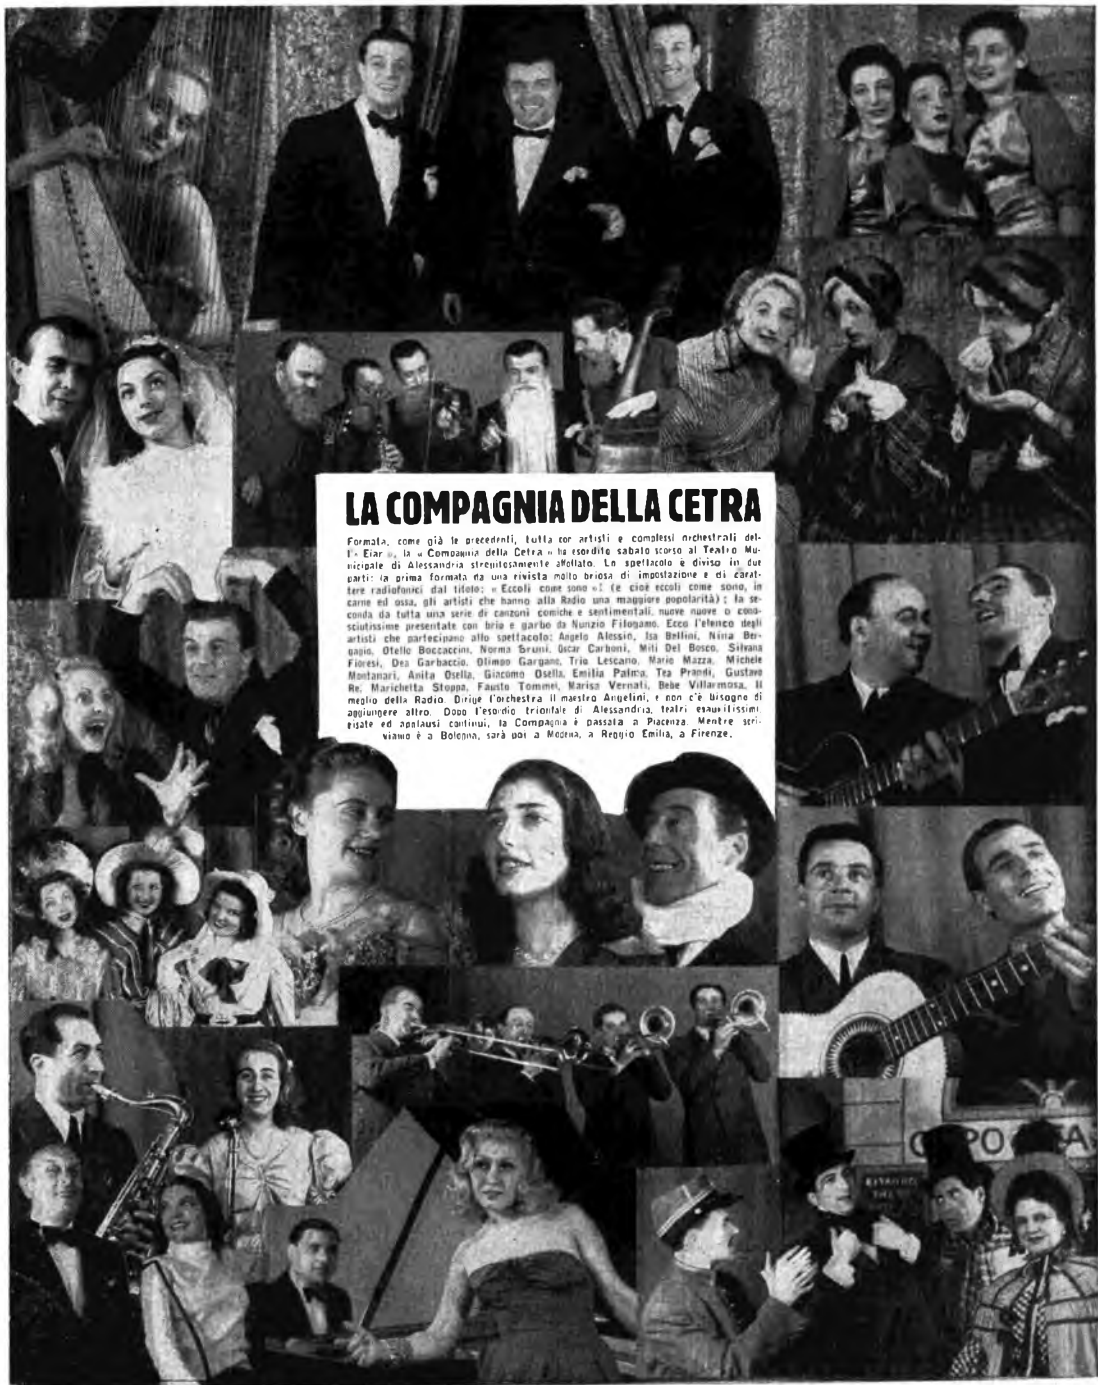 LA COMPAGNIA DELLA CETRA
Formata, come già le precedenti, tutta con artisti e complessi orchestrali del-
l'« Eiar », la « Compagnia della Cetra » ha esordito sabato scorso al Teatro Mu-
nicipale di Alessandria strepitosamente affollato. Lo spettacolo è diviso in due
parti: la prima formata da una rivista molto briosa di impostazione e di carat-
tere radiofonici dal titolo: « Eccoli come sono »! (e cioè eccoli come sono, in
carne ed ossa, gli artisti che hanno alla Radio una maggiore popolarità); la se-
conda da tutta una serie di canzoni comiche e sentimentali, nuove nuove o cono-
sciutissime presentate con brio e garbo da Nunzio Filogamo. Ecco l'elenco degli
artisti che partecipano allo spettacolo: Angelo Alessio, Isa Bellini, Nina Ber-
gagio, Otello Boccaccini, Norma Bruni, Oscar Carboni, Miti Del Bosco, Silvana
Fioresi, Dea Garbaccio, Olimpo Gargano, Trio Lescano, Mario Mazza, Michele
Montanari, Anita Osella, Giacomo Osella, Emilia Palma, Tea Prandi, Gustavo
Re, Marichetta Stoppa, Fausto Tommei, Marisa Vernati, Bebe Villarmosa. Il
meglio della Radio. Dirige l'orchestra il maestro Angelini, e non c'è bisogno di
aggiungere altro. Dopo l'esordio trionfale di Alessandria, teatri esauritissimi,
risate ed applausi continui, la Compagnia è passata a Piacenza. Mentre scri-
viamo è a Bologna, sarà poi a Modena, a Reggio Emilia, a Firenze.